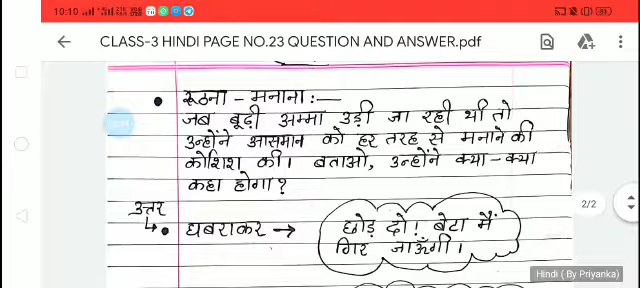 10:10
CLASS-3 HINDI PAGE NO.23 QUESTION AND ANSWER.pdf
• रूठना - मनाना :—
जब बूढ़ी अम्मा उड़ी जा रही थी तो
उन्होंने आसमान को हर तरह से मनाने की
कोशिश की। बताओ, उन्होंने क्या-क्या
कहा होगा?
उत्तर
↳• घबराकर → छोड़ दो! बेटा मैं
गिर जाऊँगी।
2/2
Hindi ( By Priyanka)